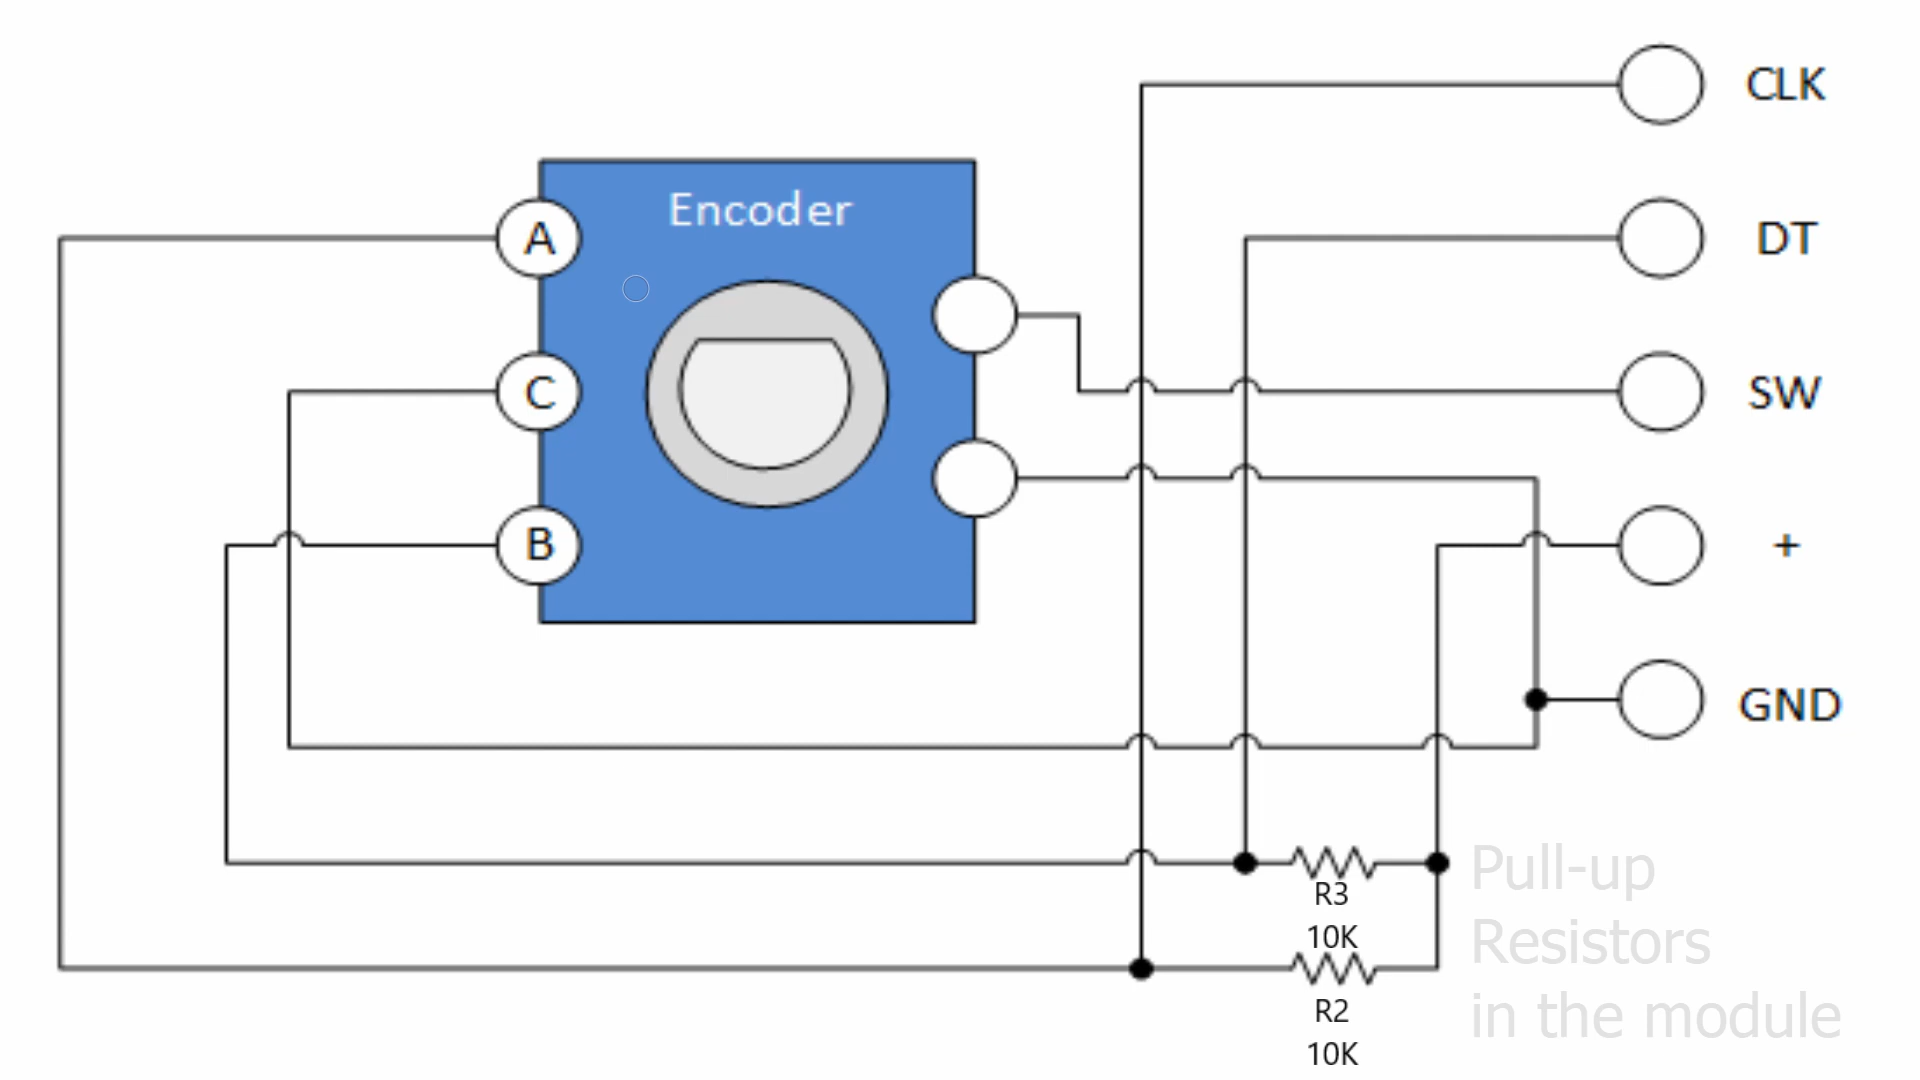 CLK
Encoder
A
DT
C
SW
B
+
GND
Pull-up
Resistors
in the module
R3
10K
R2
10K